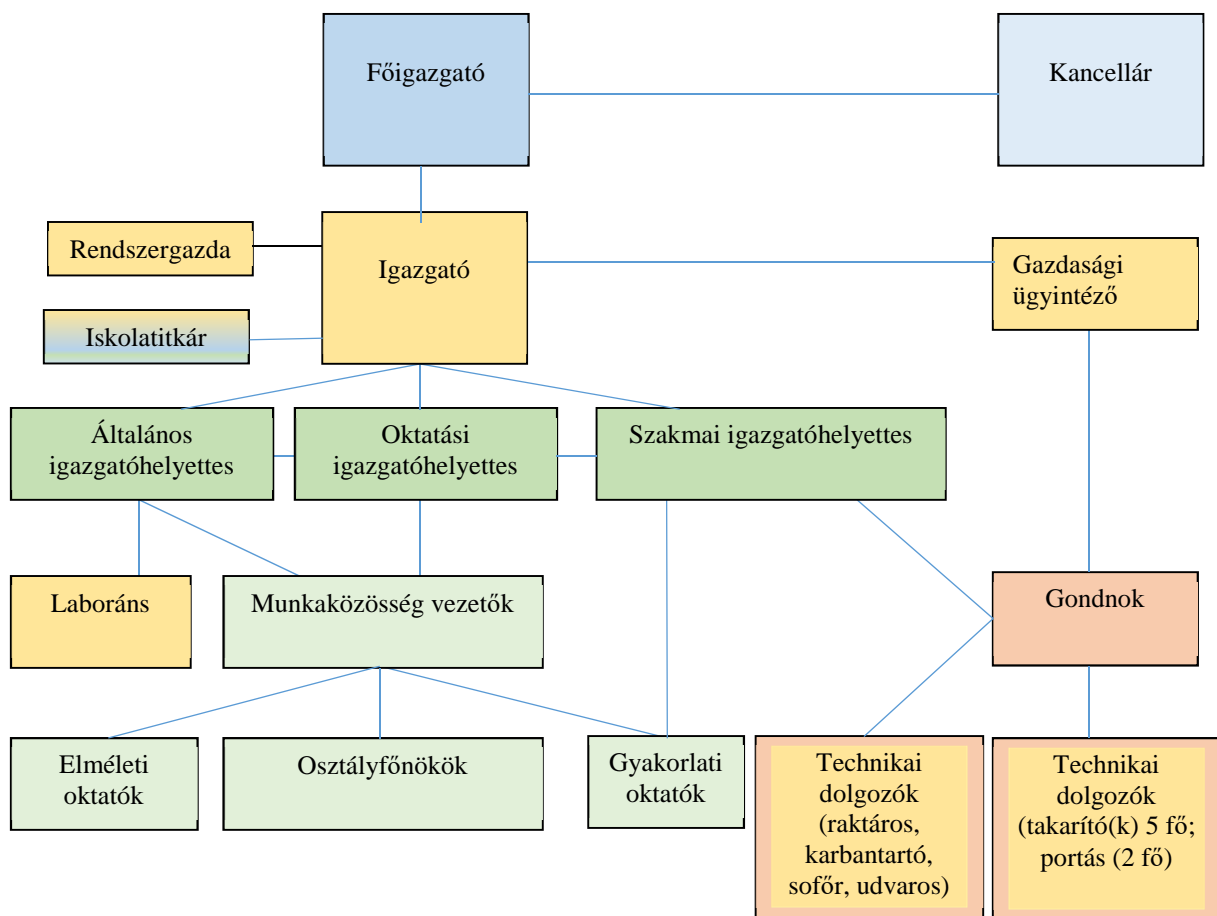 Főigazgató
Kancellár
Rendszergazda
Igazgató
Gazdasági
ügyintéző
Iskolatitkár
Általános
igazgatóhelyettes
Oktatási
igazgatóhelyettes
Szakmai igazgatóhelyettes
Laboráns
Munkaközösség vezetők
Gondnok
Elméleti
oktatók
Osztályfőnökök
Gyakorlati
oktatók
Technikai
dolgozók
(raktáros,
karbantartó,
sofőr, udvaros)
Technikai
dolgozók
(takarító(k) 5 fő;
portás (2 fő)